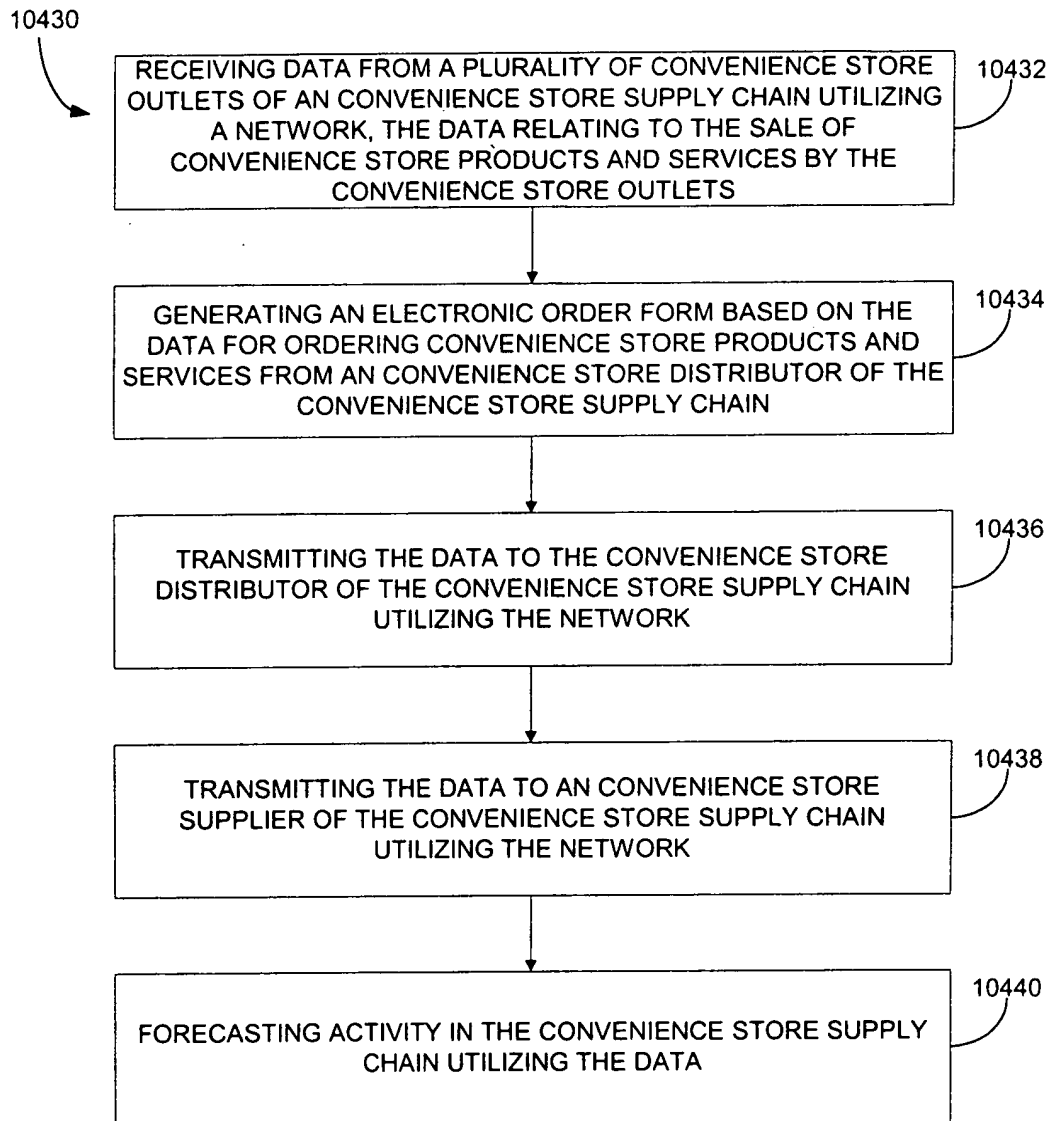 10430
RECEIVING DATA FROM A PLURALITY OF CONVENIENCE STORE
OUTLETS OF AN CONVENIENCE STORE SUPPLY CHAIN UTILIZING
A NETWORK, THE DATA RELATING TO THE SALE OF
CONVENIENCE STORE PRODUCTS AND SERVICES BY THE
CONVENIENCE STORE OUTLETS
10432
GENERATING AN ELECTRONIC ORDER FORM BASED ON THE
DATA FOR ORDERING CONVENIENCE STORE PRODUCTS AND
SERVICES FROM AN CONVENIENCE STORE DISTRIBUTOR OF THE
CONVENIENCE STORE SUPPLY CHAIN
10434
TRANSMITTING THE DATA TO THE CONVENIENCE STORE
DISTRIBUTOR OF THE CONVENIENCE STORE SUPPLY CHAIN
UTILIZING THE NETWORK
10436
TRANSMITTING THE DATA TO AN CONVENIENCE STORE
SUPPLIER OF THE CONVENIENCE STORE SUPPLY CHAIN
UTILIZING THE NETWORK
10438
FORECASTING ACTIVITY IN THE CONVENIENCE STORE SUPPLY
CHAIN UTILIZING THE DATA
10440